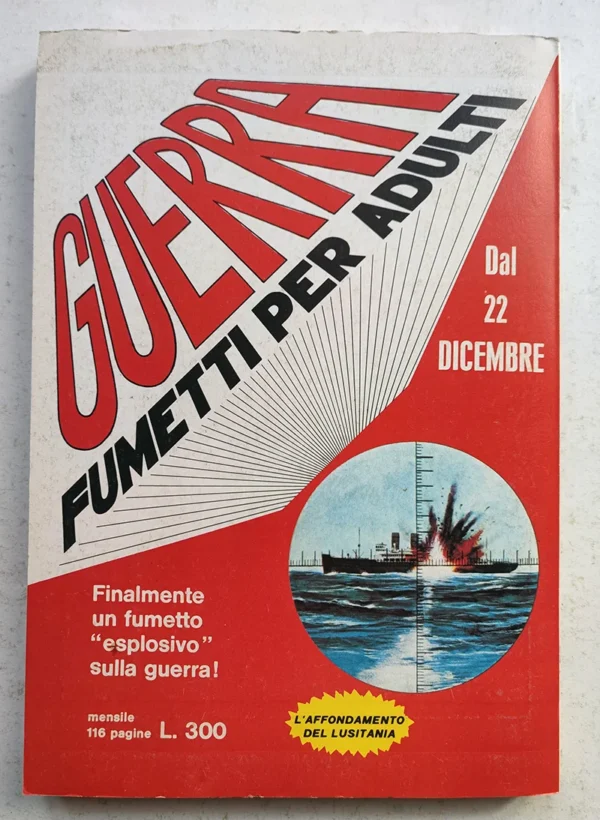 GUERRA
FUMETTI PER ADULTI
Dal
22
DICEMBRE
Finalmente
un fumetto
"esplosivo"
sulla guerra!
mensile
116 pagine L. 300
L'AFFONDAMENTO
DEL LUSITANIA